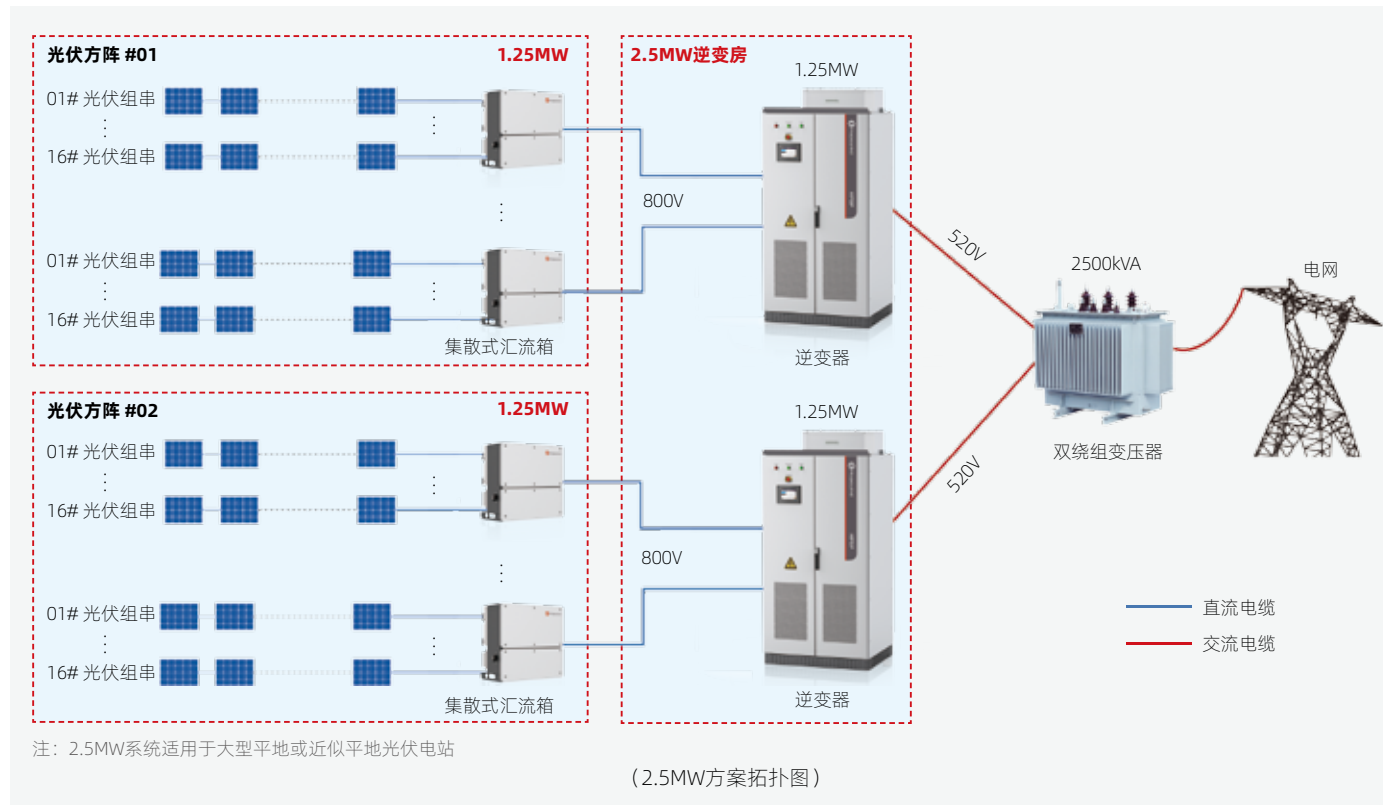 光伏方阵 #01
1.25MW
01# 光伏组串
16# 光伏组串
01# 光伏组串
16# 光伏组串
集散式汇流箱
光伏方阵 #02
1.25MW
01# 光伏组串
16# 光伏组串
01# 光伏组串
16# 光伏组串
集散式汇流箱
2.5MW逆变房
1.25MW
800V
逆变器
1.25MW
800V
逆变器
520V
520V
2500kVA
双绕组变压器
电网
直流电缆
交流电缆
注：2.5MW系统适用于大型平地或近似平地光伏电站
（2.5MW方案拓扑图）